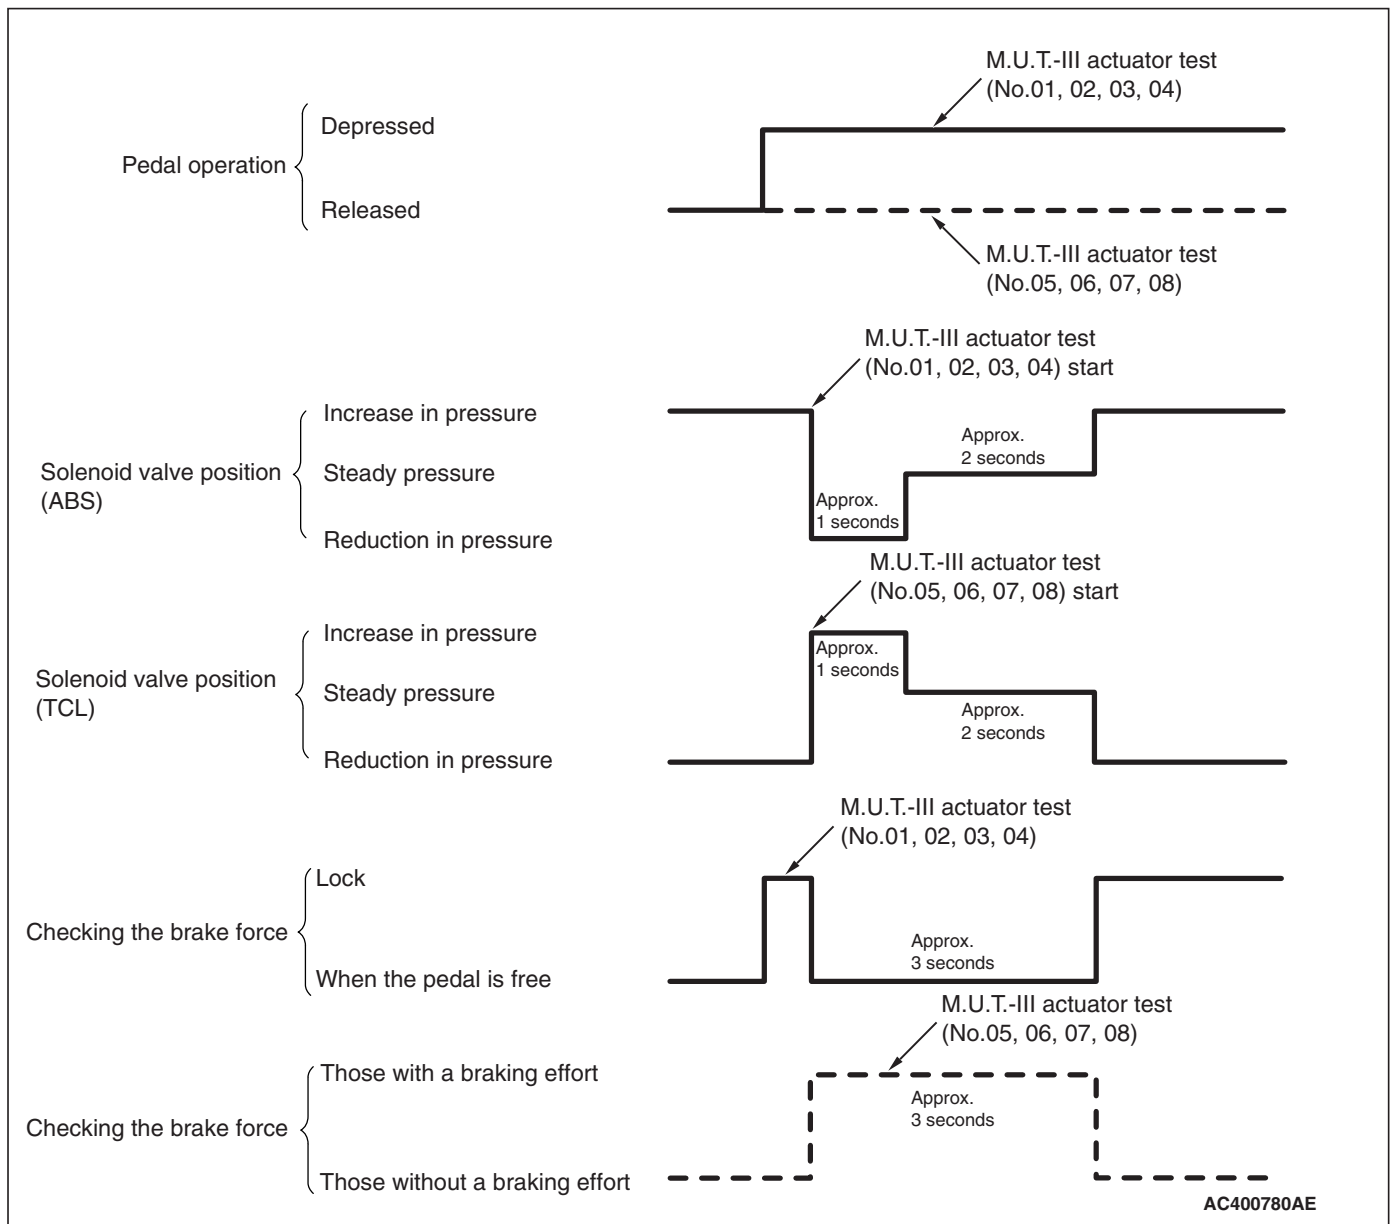 M.U.T.-III actuator test
(No.01, 02, 03, 04)
Depressed
Pedal operation
Released
M.U.T.-III actuator test
(No.05, 06, 07, 08)
M.U.T.-III actuator test
(No.01, 02, 03, 04) start
Increase in pressure
Approx.
2 seconds
Solenoid valve position
(ABS)
Steady pressure
Approx.
1 seconds
Reduction in pressure
M.U.T.-III actuator test
(No.05, 06, 07, 08) start
Increase in pressure
Approx.
1 seconds
Solenoid valve position
(TCL)
Steady pressure
Approx.
2 seconds
Reduction in pressure
M.U.T.-III actuator test
(No.01, 02, 03, 04)
Lock
Checking the brake force
Approx.
3 seconds
When the pedal is free
M.U.T.-III actuator test
(No.05, 06, 07, 08)
Those with a braking effort
Approx.
3 seconds
Checking the brake force
Those without a braking effort
AC400780AE